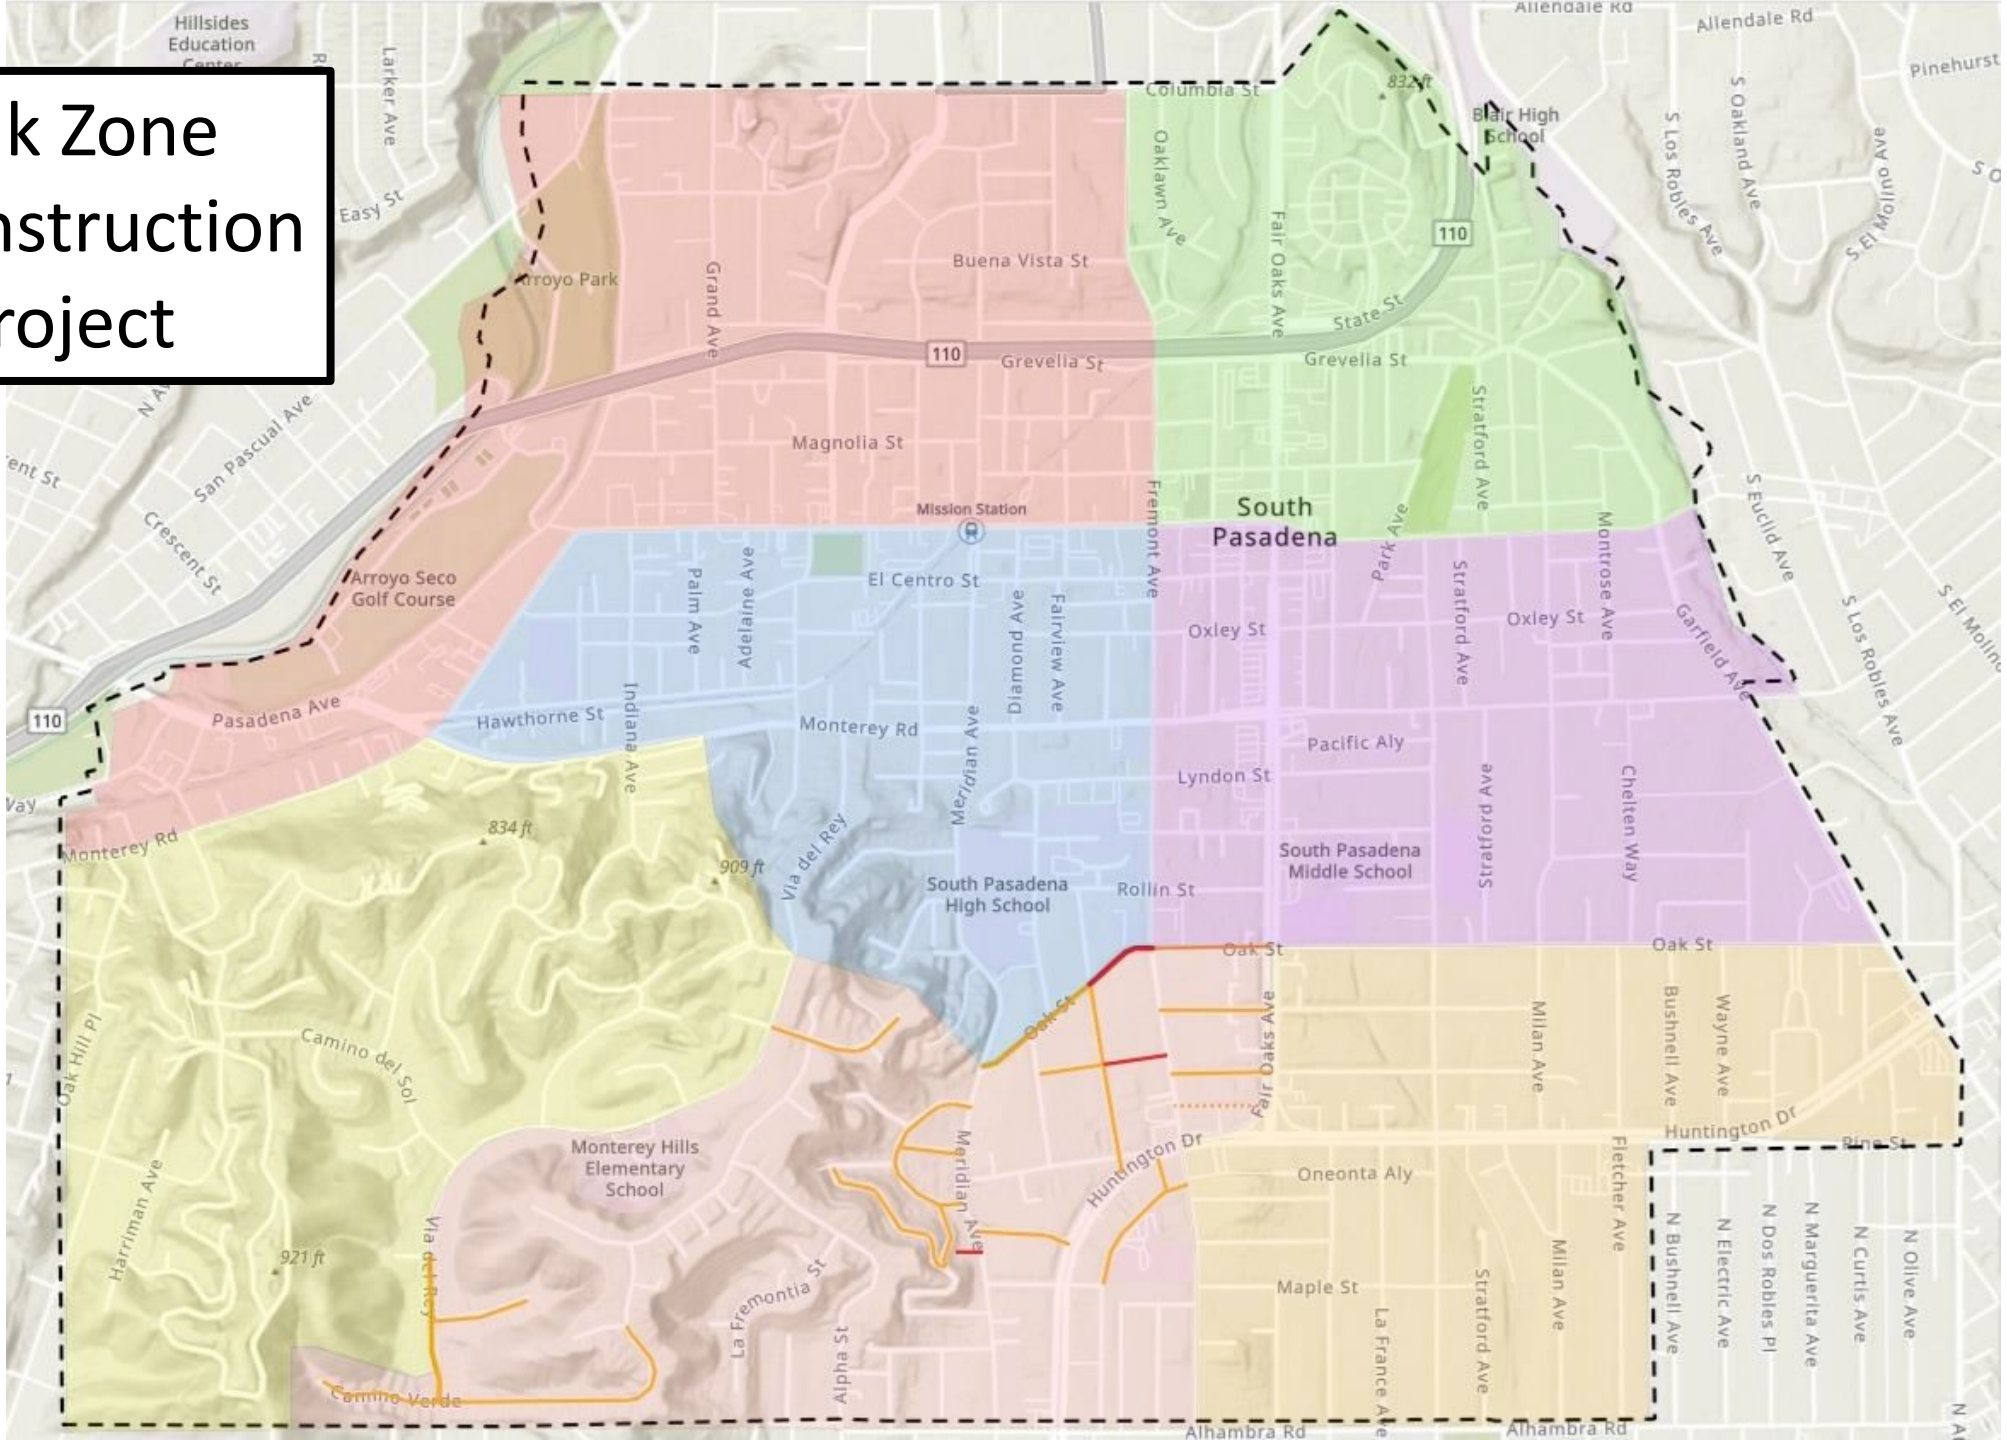 Hillsides
Education
Center
k Zone
nstruction
roject
Larker Ave
Easy St
San Pascual Ave
Crescent St
Allendale Rd
Allendale Rd
Pinehurst
Columbia St
832 ft
Blair High
School
S Los Robles Ave
S Oakland Ave
S El Molino Ave
Oaklawn Ave
Fair Oaks Ave
110
Arroyo Park
Grand Ave
Buena Vista St
State St
110
Grevelia St
Grevelia St
Magnolia St
Stratford Ave
Mission Station
Fremont Ave
South
Pasadena
Park Ave
Montrose Ave
S Euclid Ave
Arroyo Seco
Golf Course
Palm Ave
Adelaine Ave
El Centro St
Diamond Ave
Fairview Ave
Oxley St
Stratford Ave
Oxley St
Garfield Ave
S Los Robles Ave
S El Molino
110
Pasadena Ave
Hawthorne St
Indiana Ave
Monterey Rd
Meridian Ave
Pacific Aly
Lyndon St
Stratford Ave
Chelten Way
Way
Monterey Rd
834 ft
909 ft
Via del Rey
South Pasadena
High School
Rollin St
South Pasadena
Middle School
Oak St
Oak St
Oak St
Oak Hill Pl
Camino del Sol
Fair Oaks Ave
Milan Ave
Bushnell Ave
Wayne Ave
Huntington Dr
Pine St
Monterey Hills
Elementary
School
Meridian Ave
Huntington Dr
Oneonta Aly
Fletcher Ave
Harriman Ave
921 ft
Via del Rey
La Fremontia St
Alpha St
Maple St
La France Ave
Stratford Ave
Milan Ave
N Bushnell Ave
N Electric Ave
N Dos Robles Pl
N Marguerita Ave
N Curtis Ave
N Olive Ave
Camino Verde
Alhambra Rd
Alhambra Rd